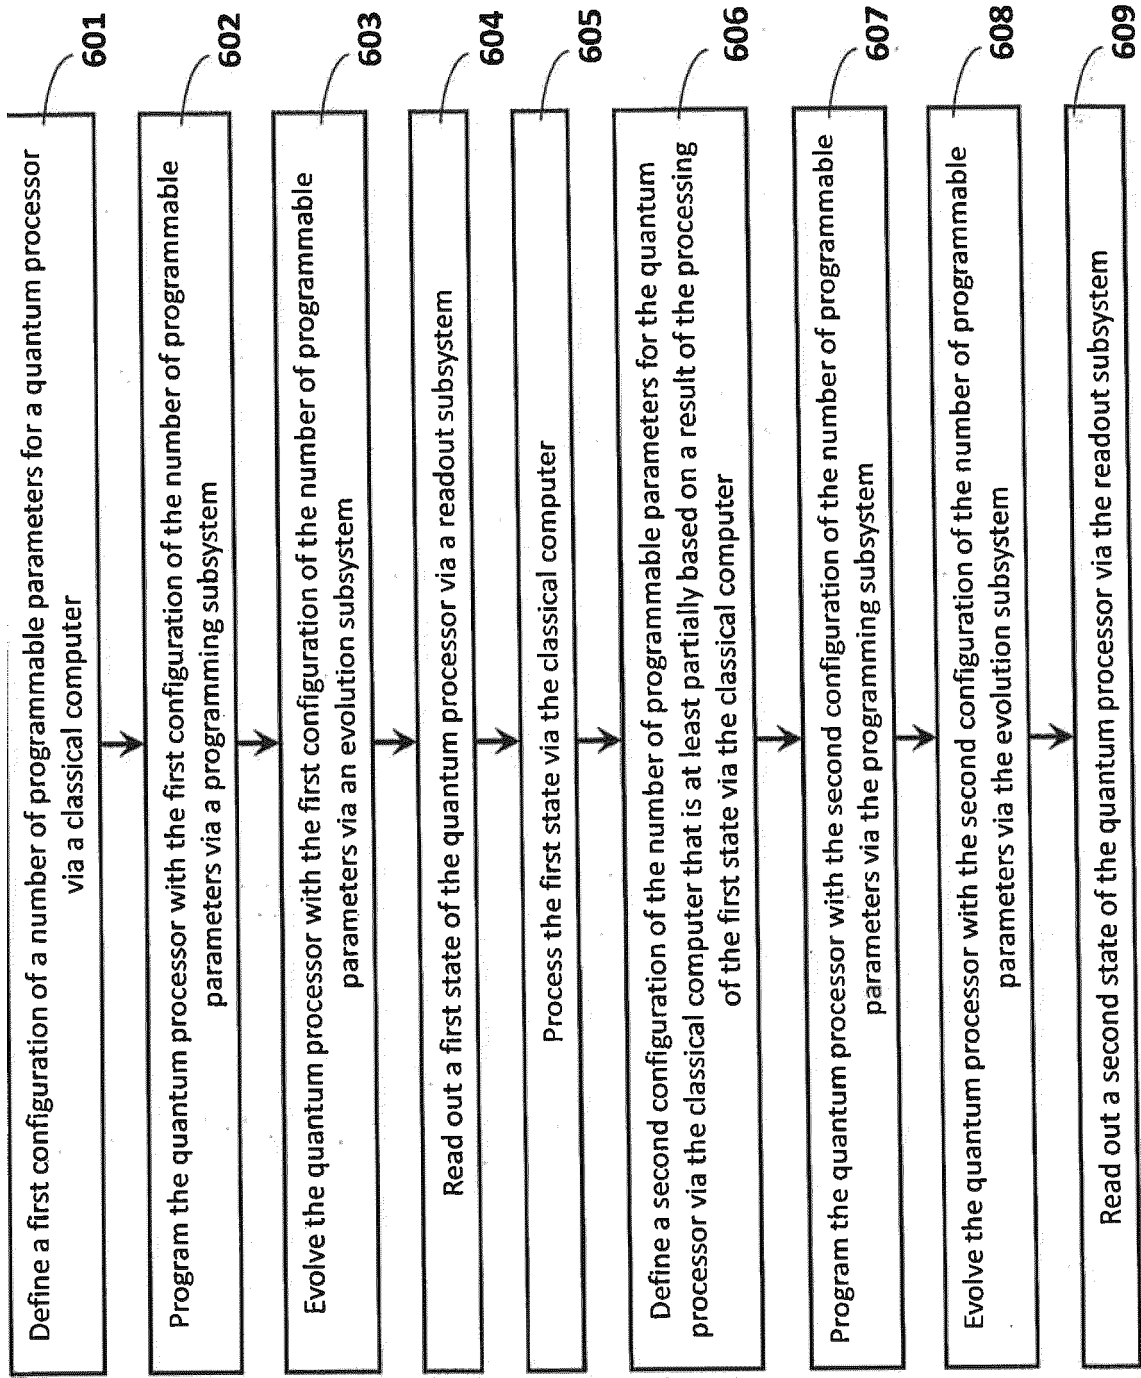 Define a first configuration of a number of programmable parameters for a quantum processor
via a classical computer
601
Program the quantum processor with the first configuration of the number of programmable
parameters via a programming subsystem
602
Evolve the quantum processor with the first configuration of the number of programmable
parameters via an evolution subsystem
603
Read out a first state of the quantum processor via a readout subsystem
604
Process the first state via the classical computer
605
Define a second configuration of the number of programmable parameters for the quantum
processor via the classical computer that is at least partially based on a result of the processing
of the first state via the classical computer
606
Program the quantum processor with the second configuration of the number of programmable
parameters via the programming subsystem
607
Evolve the quantum processor with the second configuration of the number of programmable
parameters via the evolution subsystem
608
Read out a second state of the quantum processor via the readout subsystem
609